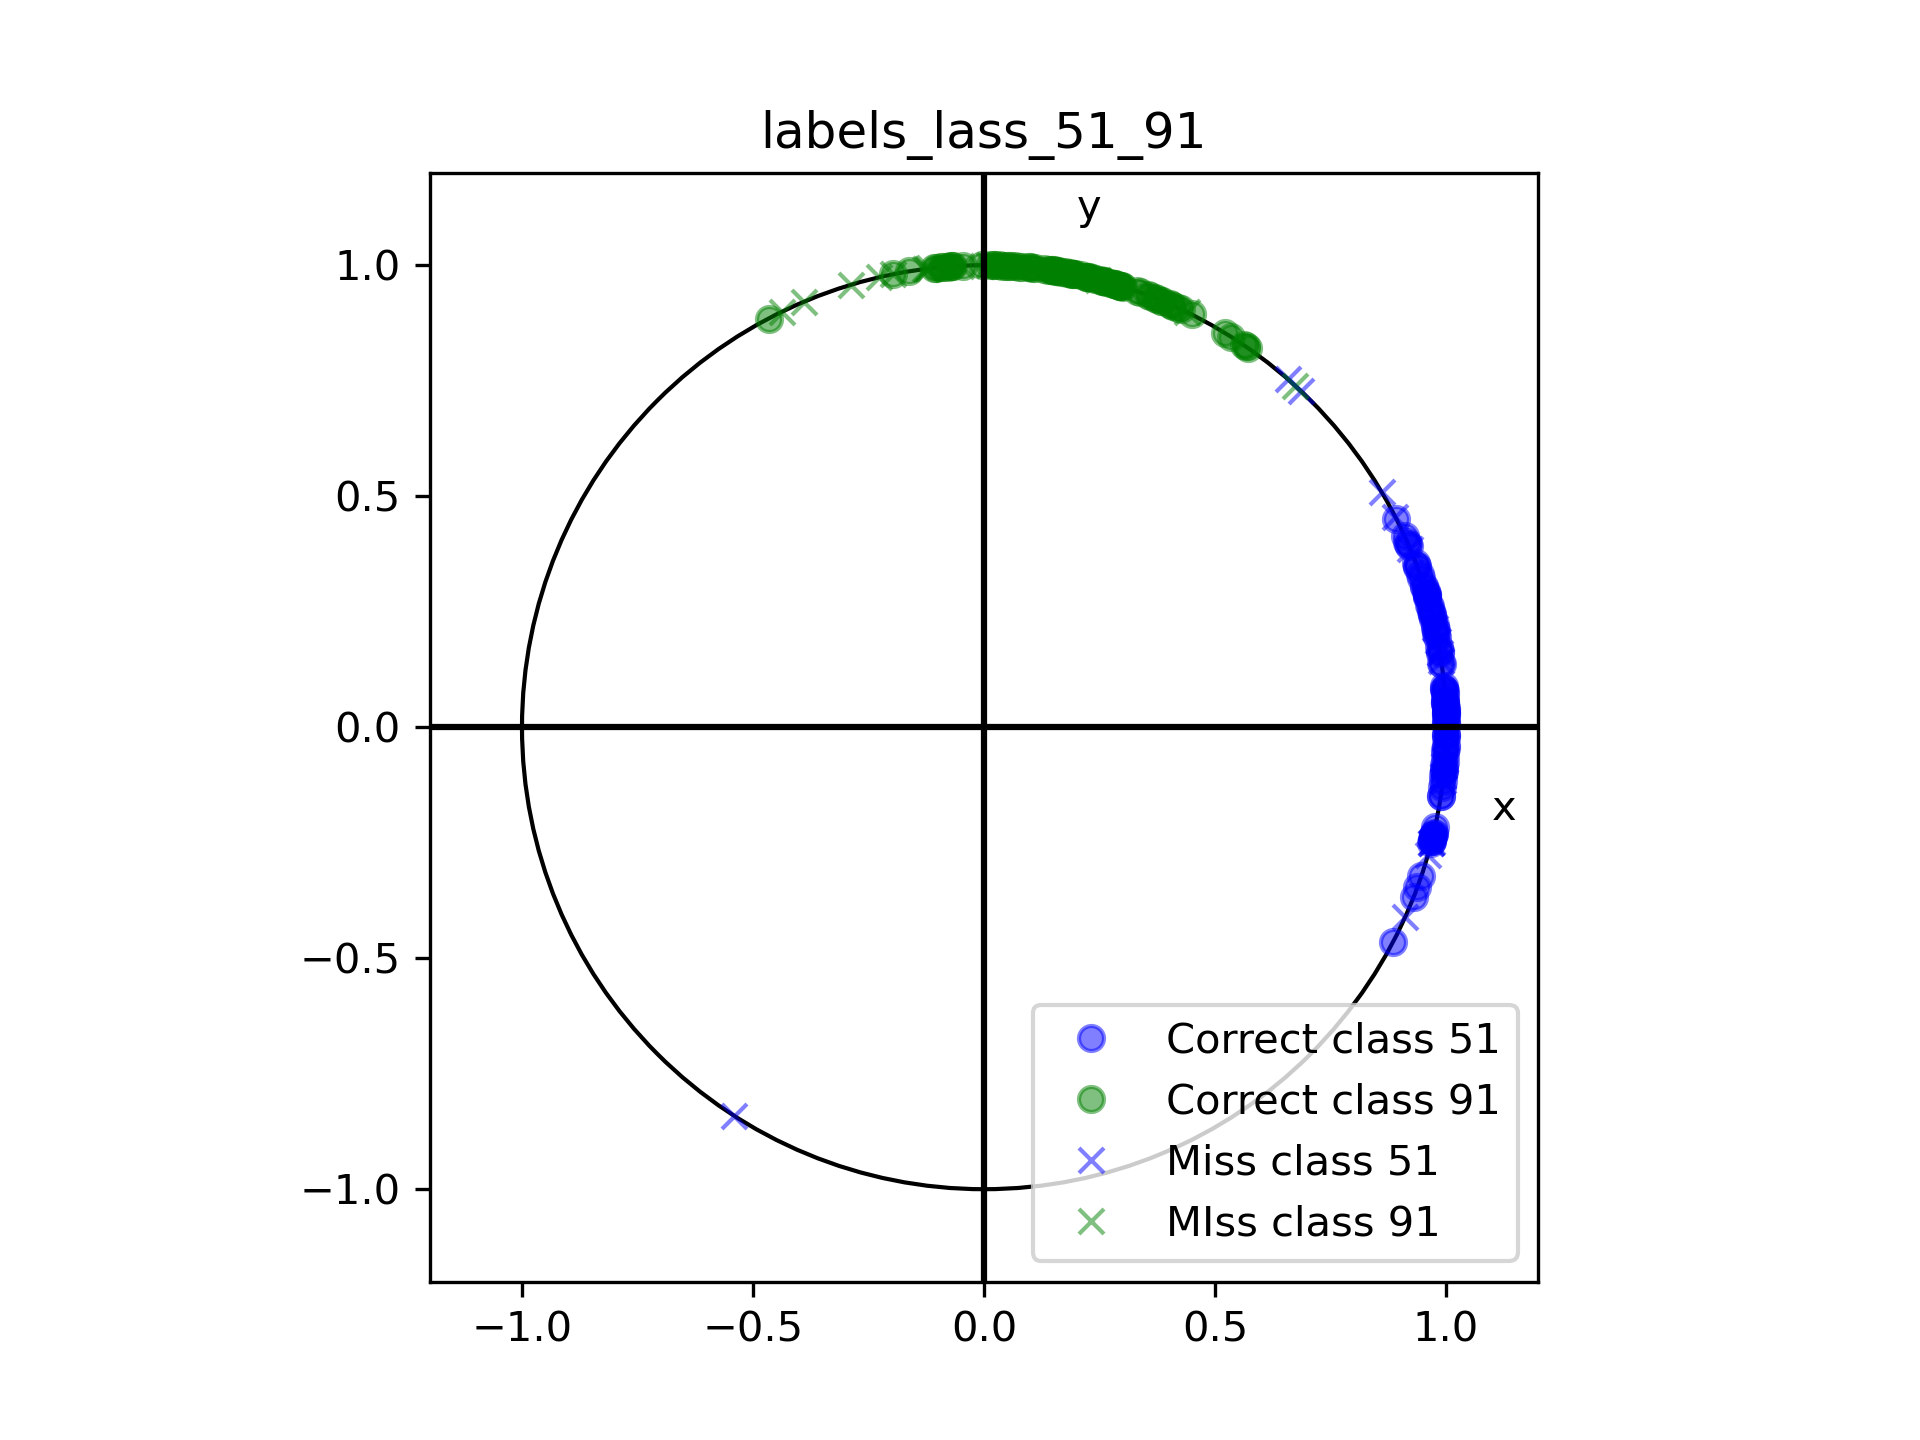 labels_lass_51_91
y
1.0
0.5
0.0
x
−0.5
−1.0
Correct class 51
Correct class 91
Miss class 51
MIss class 91
−1.0 −0.5 0.0 0.5 1.0